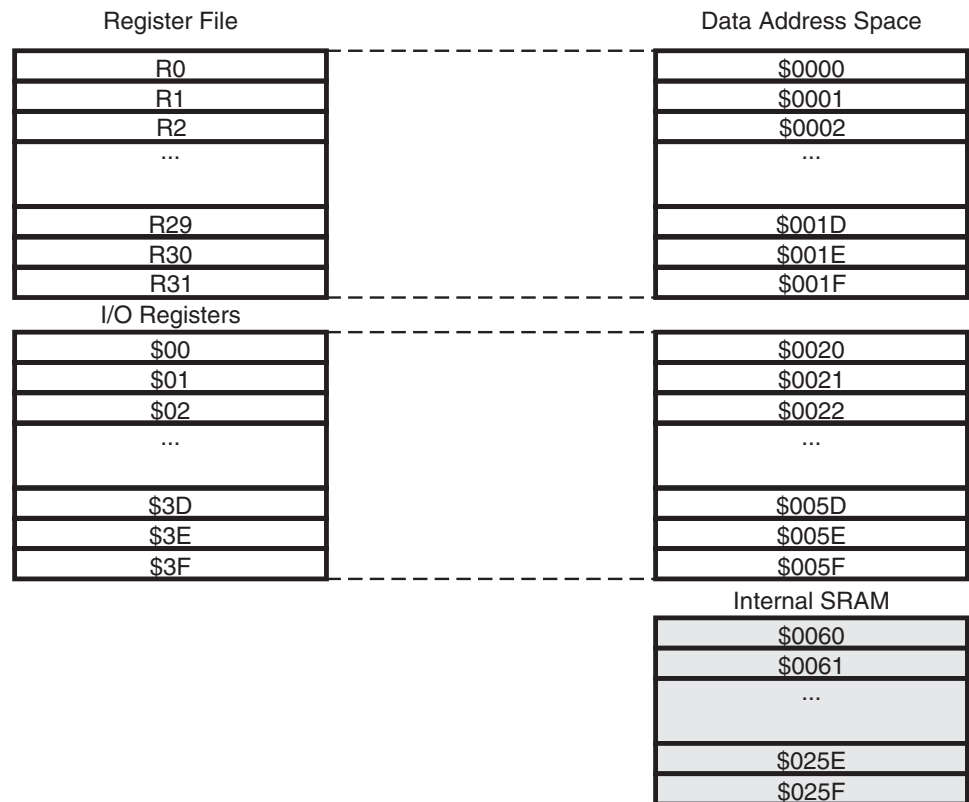 Register File
Data Address Space
R0
$0000
R1
$0001
R2
$0002
...
...
R29
$001D
R30
$001E
R31
$001F
I/O Registers
$00
$0020
$01
$0021
$02
$0022
...
...
$3D
$005D
$3E
$005E
$3F
$005F
Internal SRAM
$0060
$0061
...
$025E
$025F